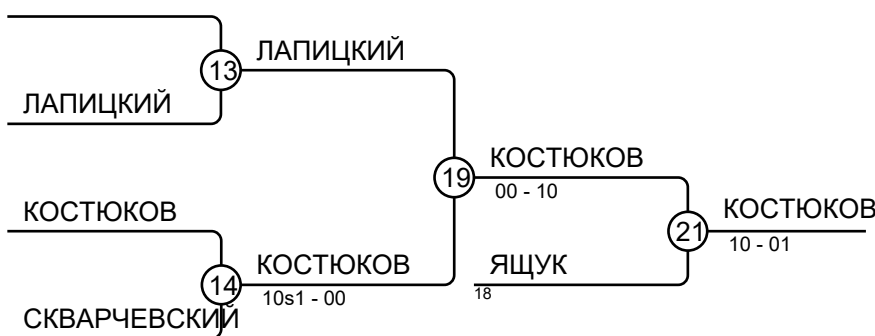 ЛАПИЦКИЙ
13
ЛАПИЦКИЙ
КОСТЮКОВ
19
00 - 10
КОСТЮКОВ
КОСТЮКОВ
21
10 - 01
КОСТЮКОВ
14
10s1 - 00
ЯЩУК
18
СКВАРЧЕВСКИЙ